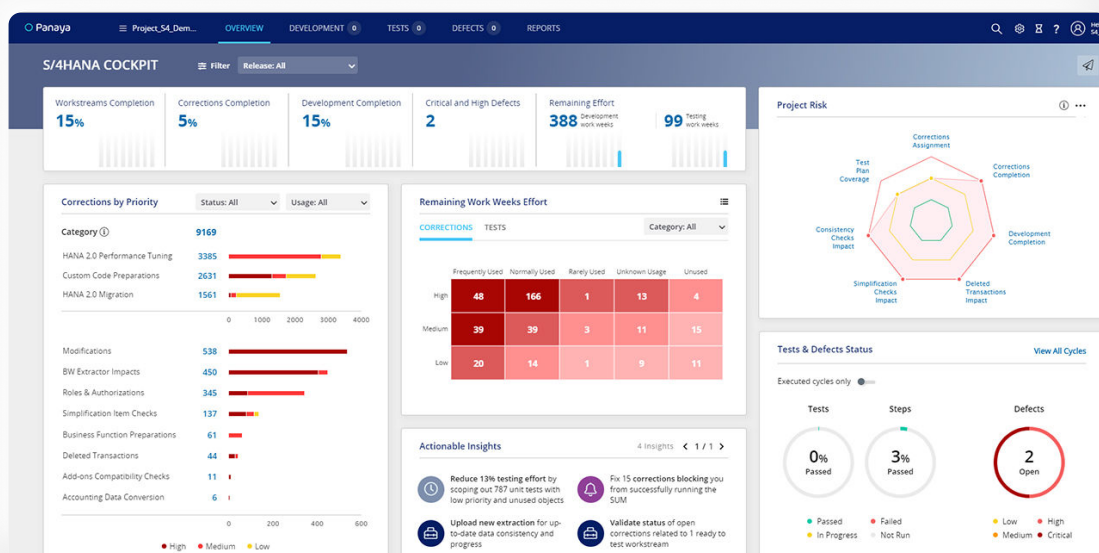 Panaya
Project_S4_Dem...
OVERVIEW
DEVELOPMENT 0
TESTS 0
DEFECTS 0
REPORTS
?
S/4HANA COCKPIT
Filter
Release: All
Workstreams Completion
15%
Corrections Completion
5%
Development Completion
15%
Critical and High Defects
2
Remaining Effort
388 Development work weeks
99 Testing work weeks
Corrections by Priority
Status: All
Usage: All
Category
9169
HANA 2.0 Performance Tuning 3385
Custom Code Preparations 2631
HANA 2.0 Migration 1561
0 1000 2000 3000 4000
Modifications 538
BW Extractor Impacts 450
Roles & Authorizations 345
Simplification Item Checks 137
Business Function Preparations 61
Deleted Transactions 44
Add-ons Compatibility Checks 11
Accounting Data Conversion 6
0 200 400 600
High Medium Low
Remaining Work Weeks Effort
CORRECTIONS TESTS
Category: All
Frequently Used Normally Used Rarely Used Unknown Usage Unused
High 48 166 1 13 4
Medium 39 39 3 11 15
Low 20 14 1 9 11
Actionable Insights
4 Insights < 1 / 1 >
Reduce 13% testing effort by
scoping out 787 unit tests with
low priority and unused objects
Fix 15 corrections blocking you
from successfully running the
SUM
Upload new extraction for up-
to-date data consistency and
progress
Validate status of open
corrections related to 1 ready to
test workstream
Project Risk
Corrections
Assignment
Corrections
Completion
Development
Completion
Deleted
Transactions
Impact
Simplification
Checks
Impact
Consistency
Checks
Impact
Test
Plan
Coverage
Tests & Defects Status
View All Cycles
Executed cycles only
Tests
0%
Passed
Steps
3%
Passed
Defects
2
Open
Passed Failed
In Progress Not Run
Low High
Medium Critical